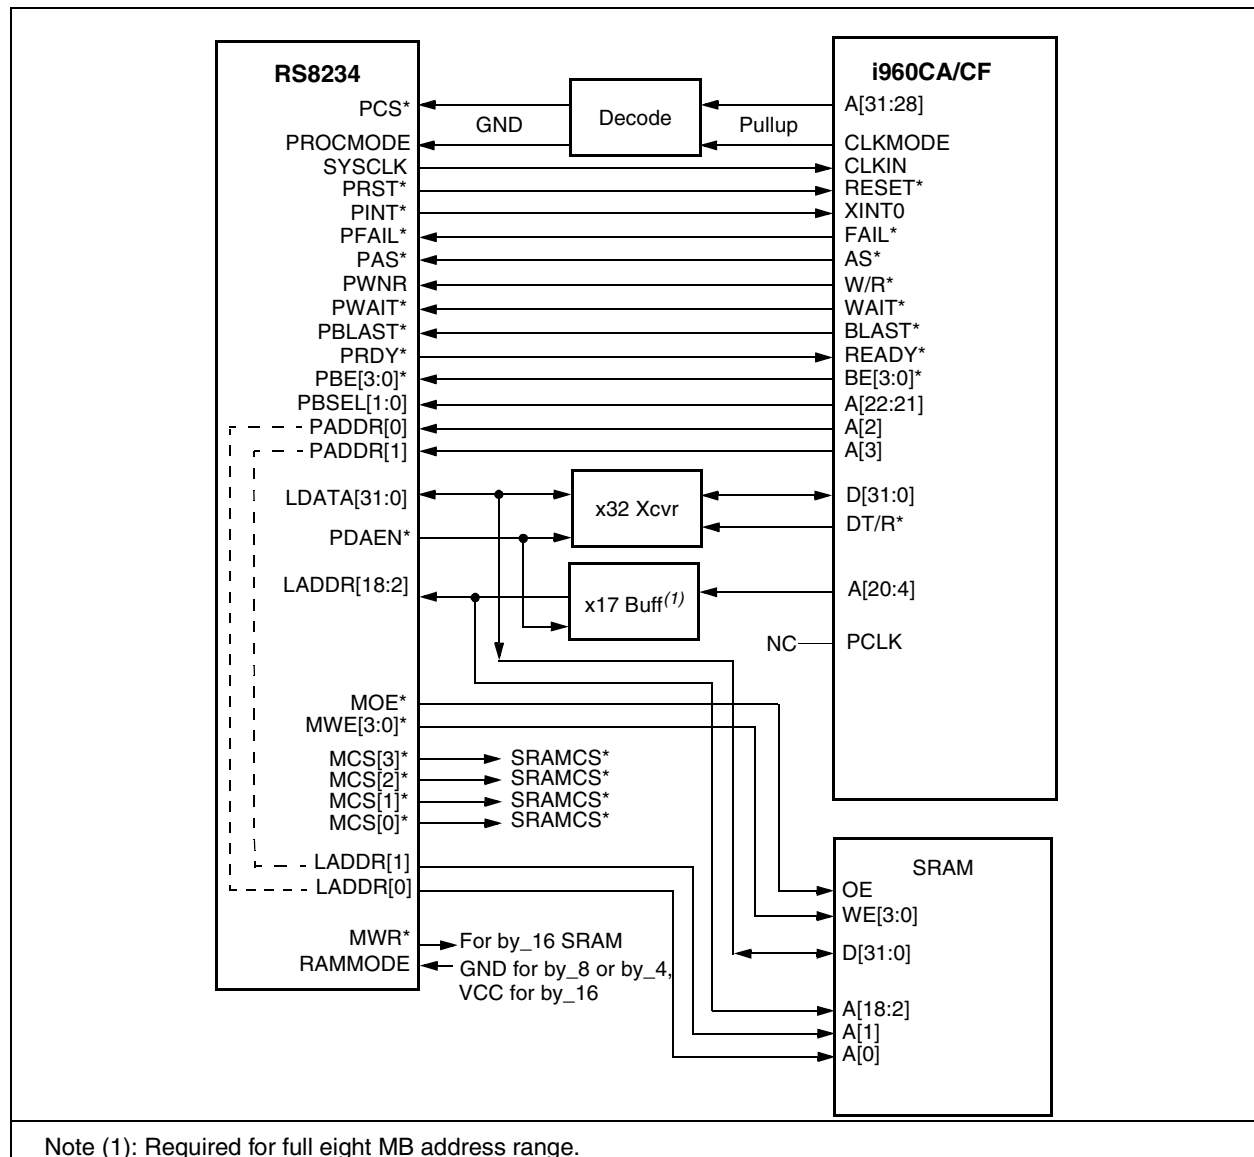 RS8234
i960CA/CF
PCS*
GND
Decode
Pullup
A[31:28]
PROCMODE
CLKMODE
SYSCLK
CLKIN
PRST*
RESET*
PINT*
XINT0
PFAIL*
FAIL*
PAS*
AS*
PWNR
W/R*
PWAIT*
WAIT*
PBLAST*
BLAST*
PRDY*
READY*
PBE[3:0]*
BE[3:0]*
PBSEL[1:0]
A[22:21]
PADDR[0]
A[2]
PADDR[1]
A[3]
LDATA[31:0]
x32 Xcvr
D[31:0]
DT/R*
PDAEN*
LADDR[18:2]
x17 Buff(1)
A[20:4]
NC
PCLK
MOE*
MWE[3:0]*
MCS[3]*
SRAMCS*
MCS[2]*
SRAMCS*
MCS[1]*
SRAMCS*
MCS[0]*
SRAMCS*
LADDR[1]
LADDR[0]
SRAM
OE
WE[3:0]
MWR*
For by_16 SRAM
D[31:0]
RAMMODE
GND for by_8 or by_4,
VCC for by_16
A[18:2]
A[1]
A[0]
Note (1): Required for full eight MB address range.